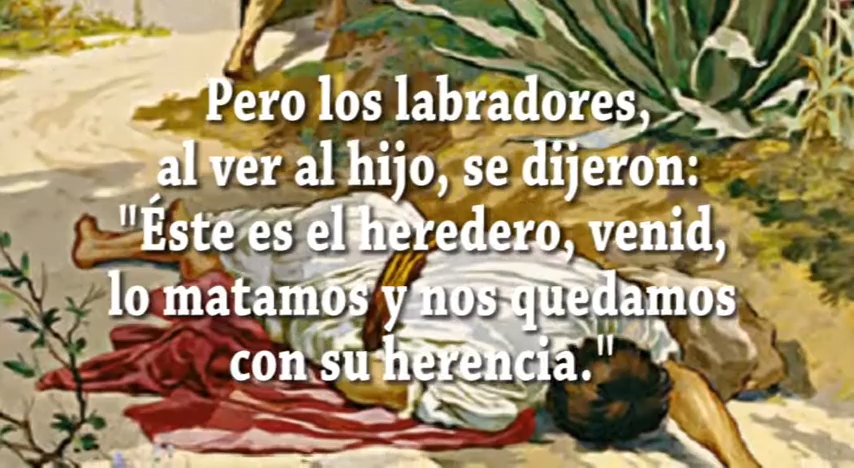 Pero los labradores,
al ver al hijo, se dijeron:
"Éste es el heredero, venid,
lo matamos y nos quedamos
con su herencia."